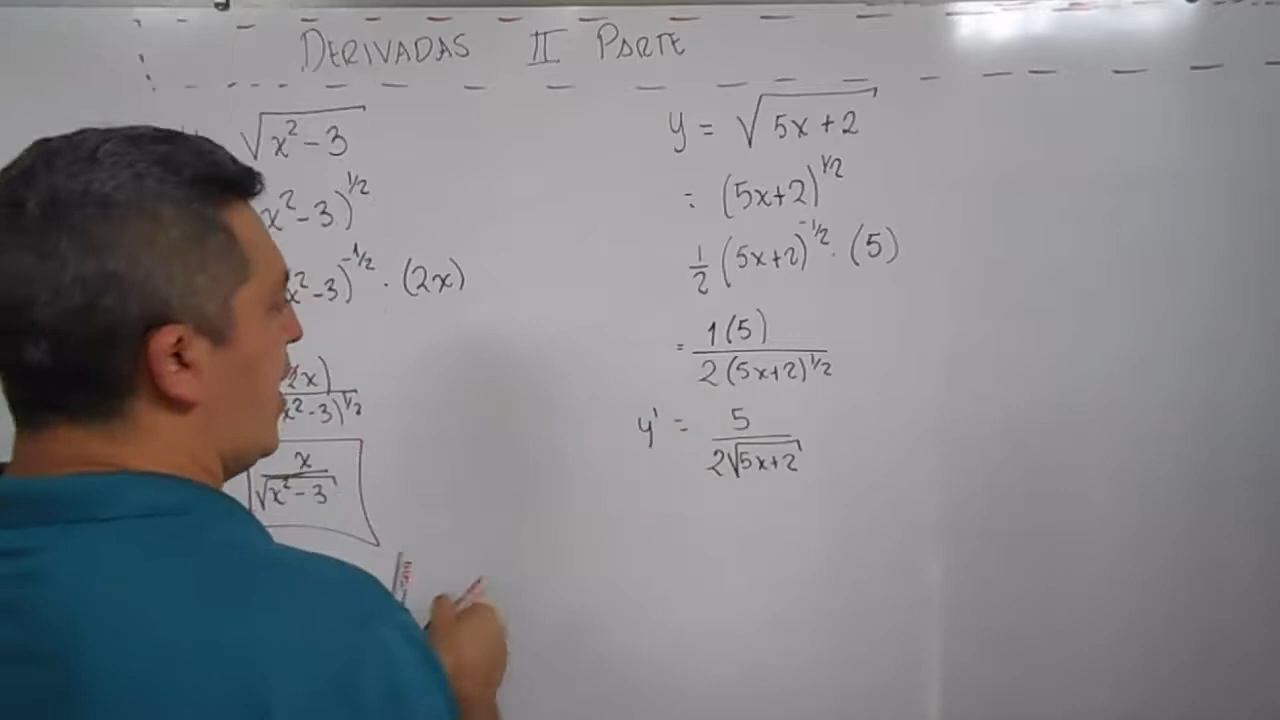 DERIVADAS II PARTE
√(x²-3)
x²-3)^1/2
x²-3)^-1/2 · (2x)
2x)
x²-3)^1/2
x
√(x²-3)
y = √(5x+2)
= (5x+2)^1/2
1/2 (5x+2)^-1/2 · (5)
= 1(5)
2(5x+2)^1/2
y' = 5
2√(5x+2)